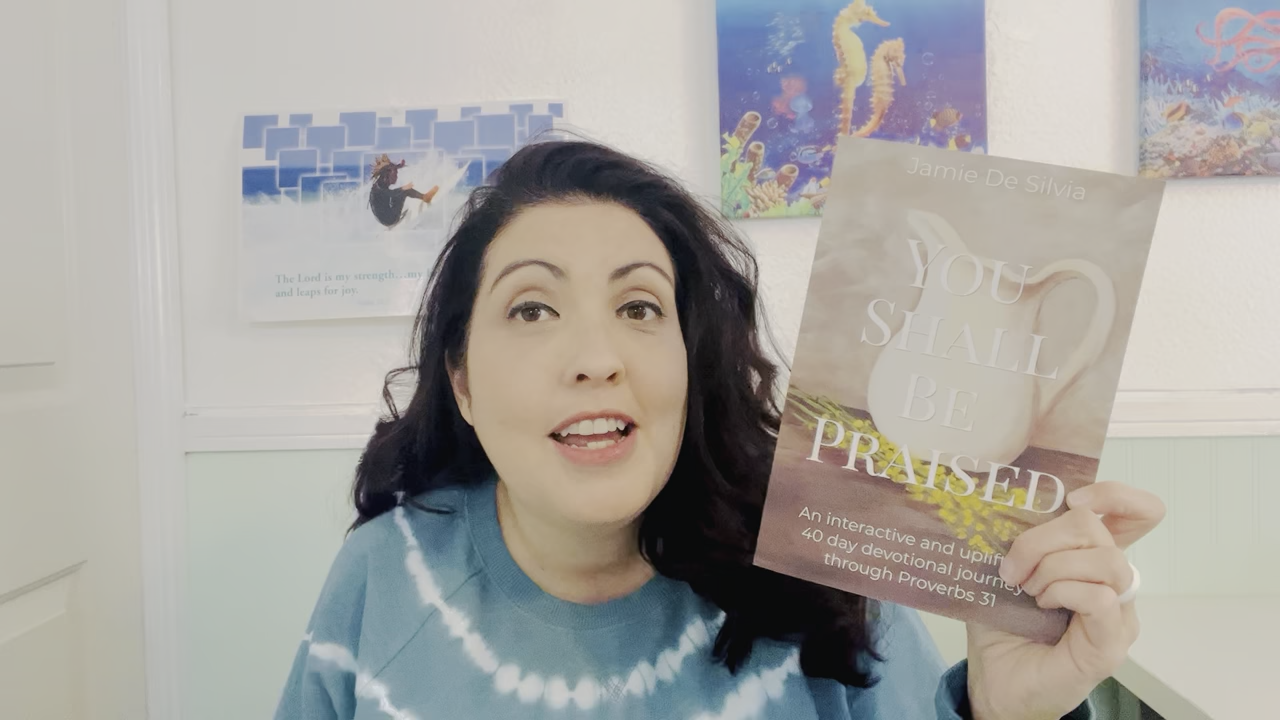 The Lord is my strength....my
and leaps for joy.
Jamie De Silvia
YOU
SHALL
BE
PRAISED
An interactive and uplif
40 day devotional journey
through Proverbs 31